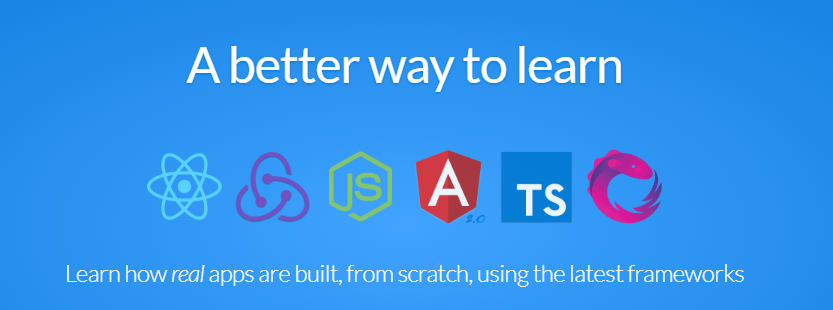 A better way to learn
JS
A
2.0
TS
Learn how real apps are built, from scratch, using the latest frameworks